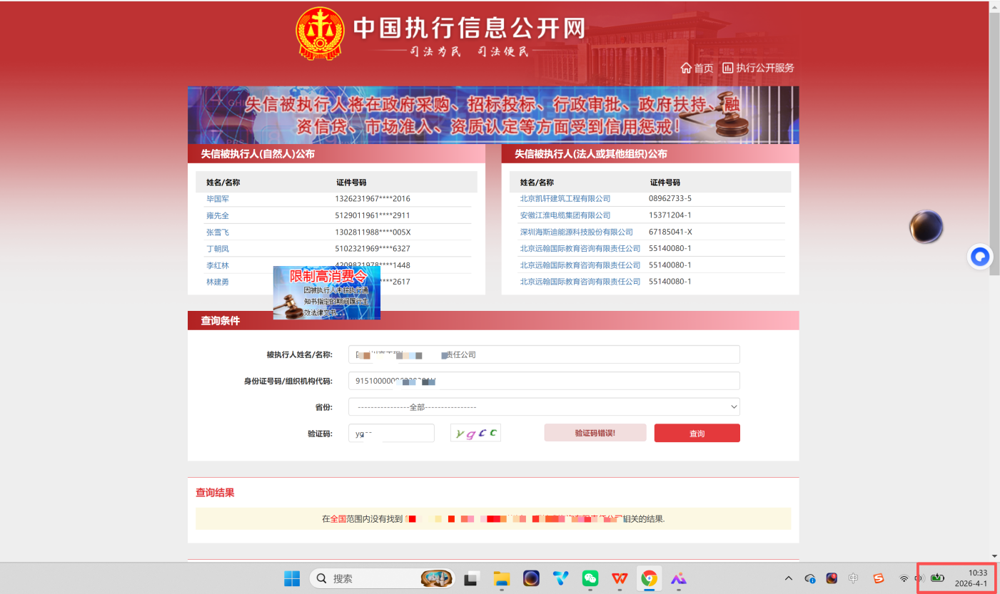 中国执行信息公开网
司法为民 司法便民
首页 执行公开服务
失信被执行人将在政府采购、招标投标、行政审批、政府扶持、融
资信贷、市场准入、资质认定等方面受到信用惩戒!
失信被执行人(自然人)公布
姓名/名称 证件号码
毕国军 1326231967****2016
雍先全 5129011961****2911
张雪飞 1302811988****005X
丁朝凤 5102321969****6327
李红林 4209821978****1448
林建勇 ****2617
限制高消费令
因被执行人未按执行通
知书指定的期间履行生
效法律文书...
失信被执行人(法人或其他组织)公布
姓名/名称 证件号码
北京凯轩建筑工程有限公司 08962733-5
安徽江淮电缆集团有限公司 15371204-1
深圳海斯迪能源科技股份有限公司 67185041-X
北京远翰国际教育咨询有限责任公司 55140080-1
北京远翰国际教育咨询有限责任公司 55140080-1
北京远翰国际教育咨询有限责任公司 55140080-1
查询条件
被执行人姓名/名称: 责任公司
身份证号码/组织机构代码: 915100000
省份: ----------------全部----------------
验证码: yg ygcc 验证码错误! 查询
查询结果
在全国范围内没有找到 相关的结果.
搜索
中
10:33
2026-4-1